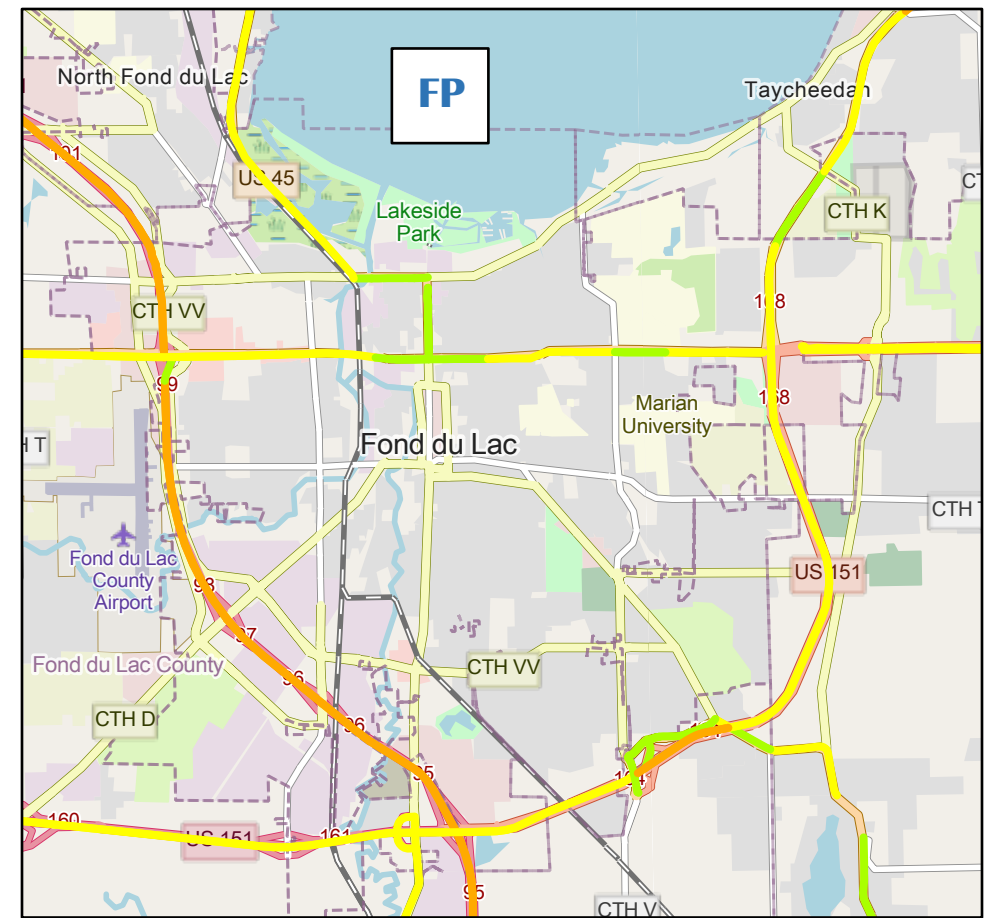 FP
North Fond du Lac
Taycheedah
101
US 45
CTH K
Lakeside
Park
CTH VV
168
99
168
Marian
University
Fond du Lac
H T
CTH
Fond du Lac
County
Airport
US 151
98
97
Fond du Lac County
96
CTH VV
CTH D
96
95
164
160
US 151
161
95
CTH V